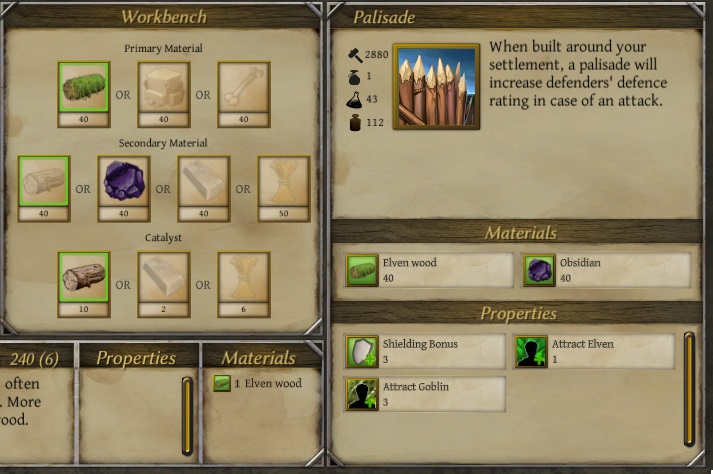 Workbench
Primary Material
OR
OR
40
40
40
Secondary Material
OR
OR
OR
40
40
40
50
Catalyst
OR
OR
10
2
6
240 (6)
often
. More
ood.
Properties
Materials
1 Elven wood
Palisade
2880
1
43
112
When built around your
settlement, a palisade will
increase defenders' defence
rating in case of an attack.
Materials
Elven wood
40
Obsidian
40
Properties
Shielding Bonus
3
Attract Elven
1
Attract Goblin
3